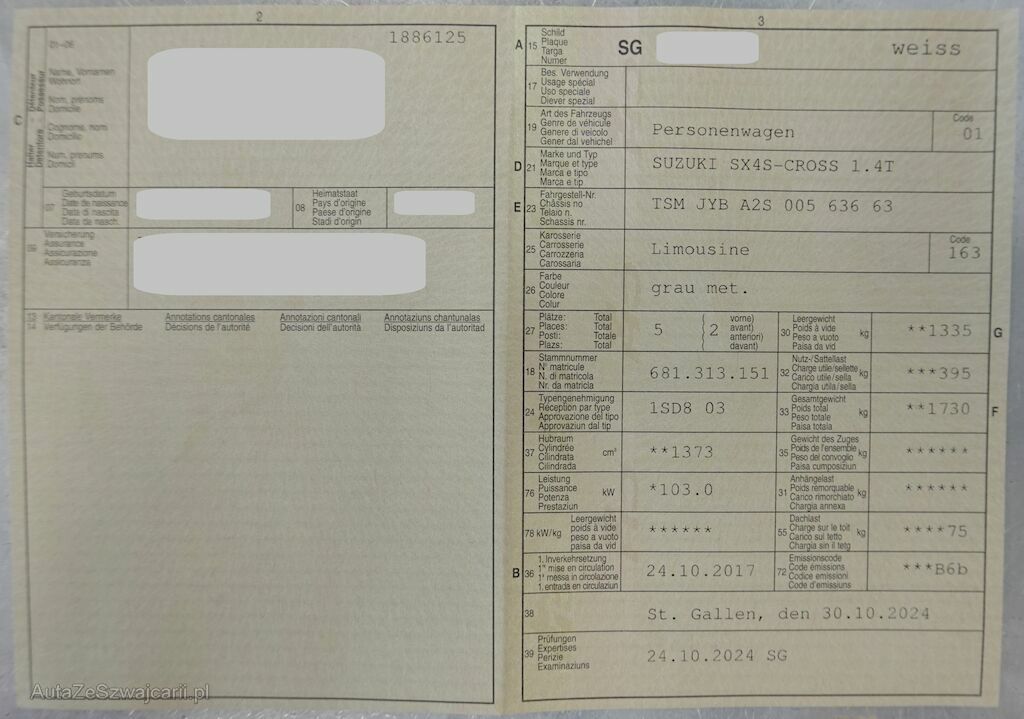 2
1886125
01–06
Name, Vornamen
Wohnort
Nom, prénoms
Domicile
Cognome, nomi
Domicilio
Num, prenums
Domicil
C
Halter – Détenteur
Detentore – Possessur
07
Geburtsdatum
Date de naissance
Data di nascita
Data da nasch.
08
Heimatstaat
Pays d'origine
Paese d'origine
Stadi d'origin
09
Versicherung
Assurance
Assicurazione
Assicuranza
13 Kantonale Vermerke Annotations cantonales Annotazioni cantonali Annotaziuns chantunalas
14 Verfügungen der Behörde Décisions de l'autorité Decisioni dell'autorità Disposiziuns da l'autoritad
3
A 15
Schild
Plaque
Targa
Numer
SG weiss
17
Bes. Verwendung
Usage spécial
Uso speciale
Diever spezial
19
Art des Fahrzeugs
Genre de véhicule
Genere di veicolo
Gener dal vehichel
Personenwagen
Code
01
D 21
Marke und Typ
Marque et type
Marca e tipo
Marca e tip
SUZUKI SX4S-CROSS 1.4T
E 23
Fahrgestell-Nr.
Châssis no
Telaio n.
Schassis nr.
TSM JYB A2S 005 636 63
25
Karosserie
Carrosserie
Carrozzeria
Carossaria
Limousine
Code
163
26
Farbe
Couleur
Colore
Colur
grau met.
27
Plätze: Total
Places: Total
Posti: Totale
Plazs: Total
5
( vorne)
( avant)
( anteriori)
( davant)
2
30
Leergewicht
Poids à vide
Peso a vuoto
Paisa da vid
kg
**1335
G
18
Stammnummer
N° matricule
N. di matricola
Nr. da matricla
681.313.151
32
Nutz-/Sattellast
Charge utile/sellette
Carico utile/sella
Chargia utila/sella
kg
***395
24
Typengenehmigung
Réception par type
Approvazione del tipo
Approvaziun dal tip
1SD8 03
33
Gesamtgewicht
Poids total
Peso totale
Paisa totala
kg
**1730
F
37
Hubraum
Cylindrée
Cilindrata
Cilindrada
cm³
**1373
35
Gewicht des Zuges
Poids de l'ensemble
Peso del convoglio
Paisa cumposiziun
kg
******
76
Leistung
Puissance
Potenza
Prestaziun
kW
*103.0
31
Anhängelast
Poids remorquable
Carico rimorchiato
Chargia annexa
kg
******
78 kW/kg
Leergewicht
poids à vide
peso a vuoto
paisa da vid
******
55
Dachlast
Charge sur le toit
Carico sul tetto
Chargia sin il tetg
kg
****75
B 36
1. Inverkehrsetzung
1re mise en circulation
1a messa in circolazione
1. entrada en circulaziun
24.10.2017
72
Emissionscode
Code émissions
Codice emissioni
Code d'emissiuns
***B6b
38
St. Gallen, den 30.10.2024
39
Prüfungen
Expertises
Perizie
Examinaziuns
24.10.2024 SG
AutaZeSzwajcarii.pl